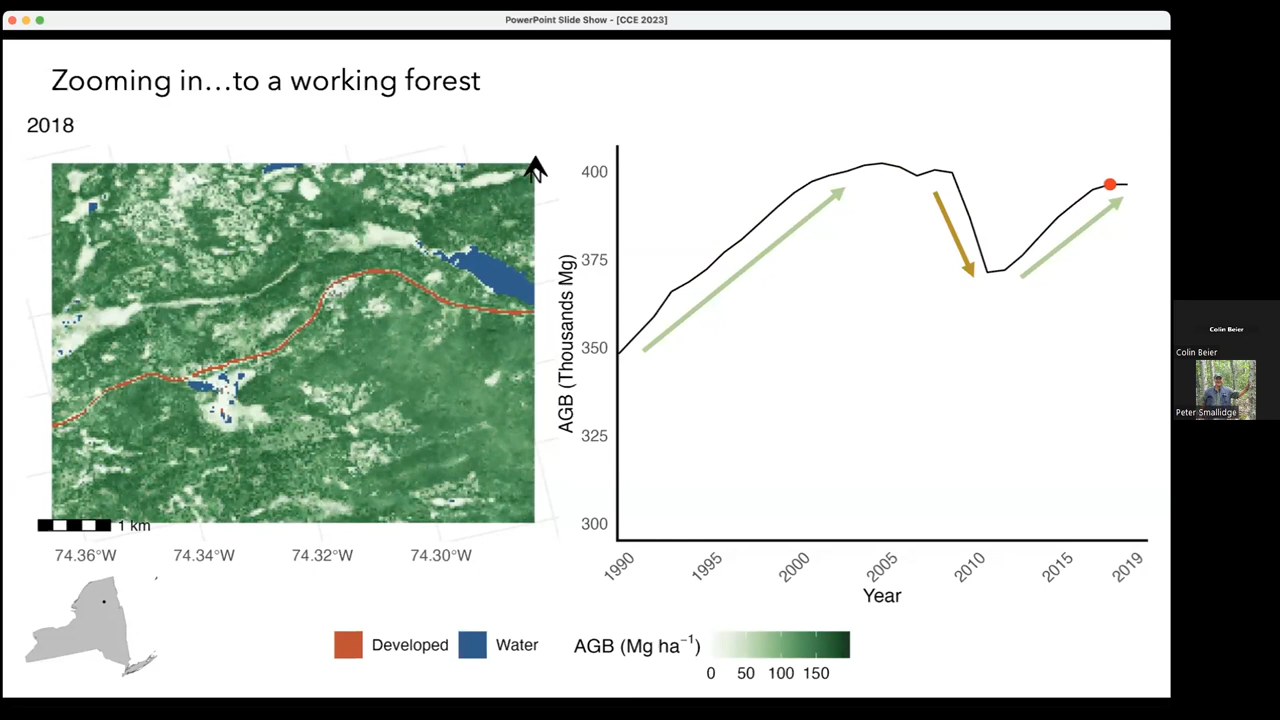 PowerPoint Slide Show - [CCE 2023]
Zooming in...to a working forest
2018
N
1 km
74.36°W 74.34°W 74.32°W 74.30°W
AGB (Thousands Mg)
400
375
350
325
300
1990 1995 2000 2005 2010 2015 2019
Year
Developed Water
AGB (Mg ha⁻¹)
0 50 100 150
Colin Beier
Colin Beier
Peter Smallidge